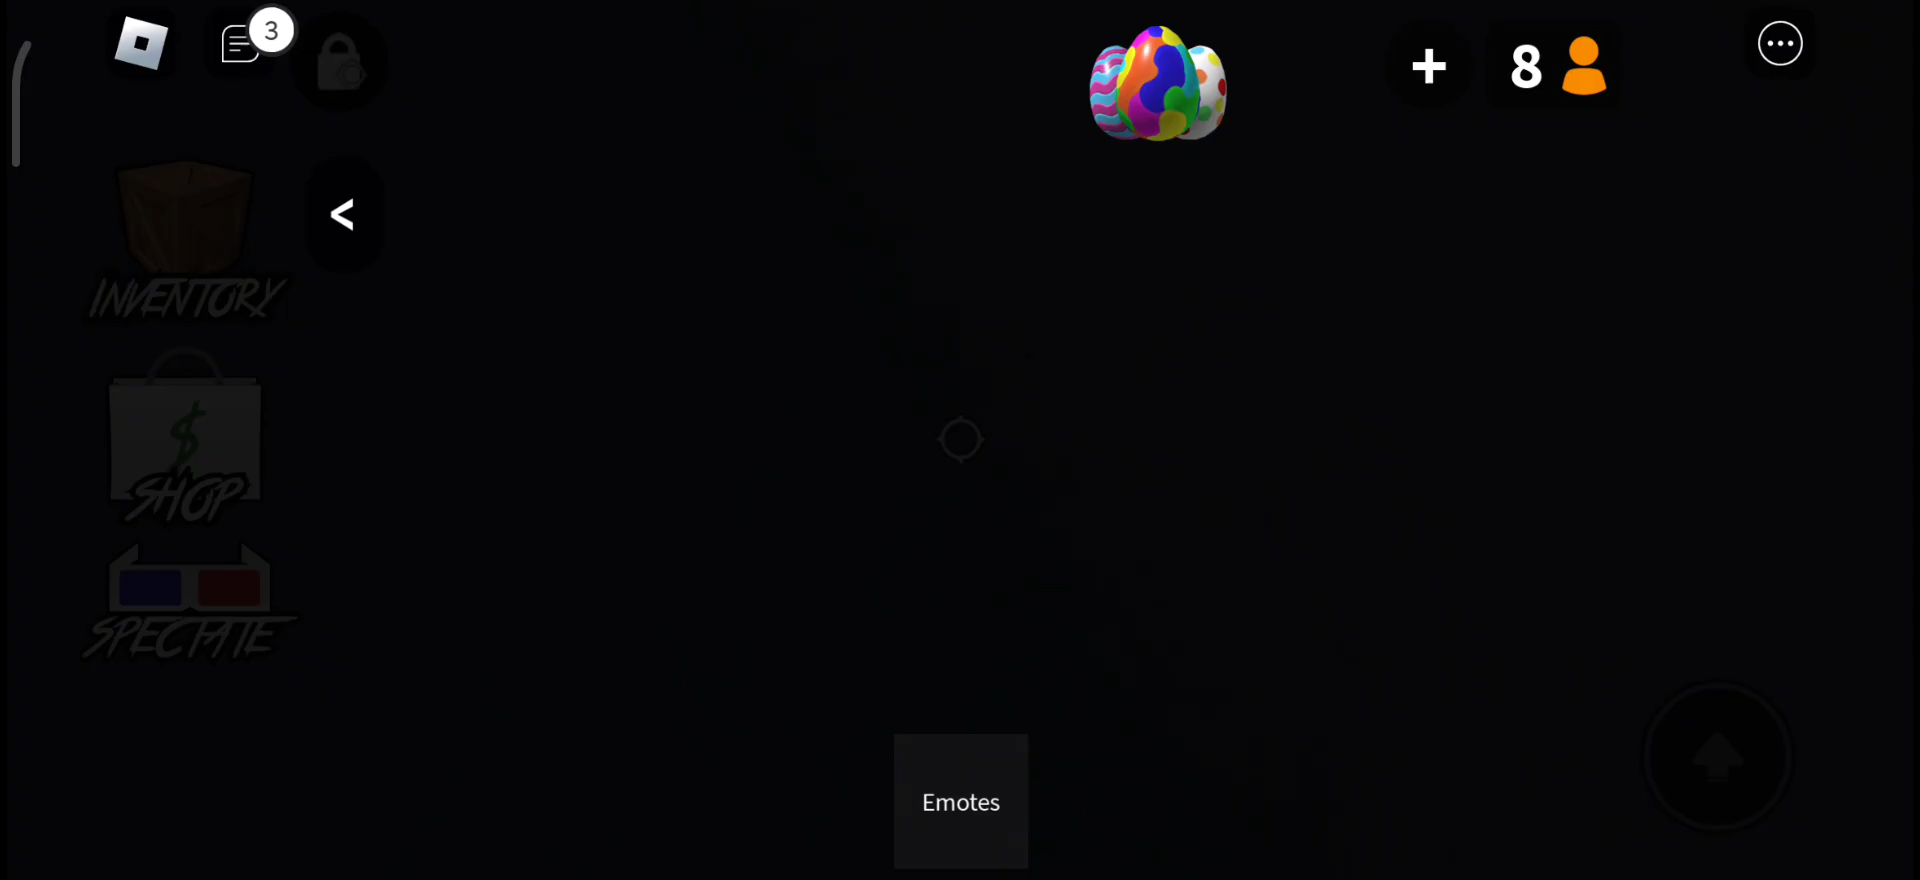 3
+
8
<
INVENTORY
$
SHOP
SPECTATE
Emotes